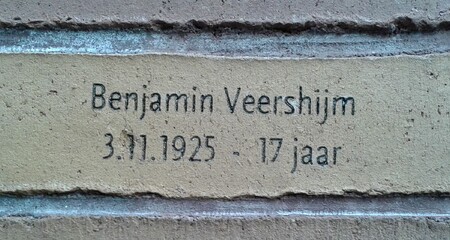 Benjamin Veershijm
3.11.1925 - 17 jaar